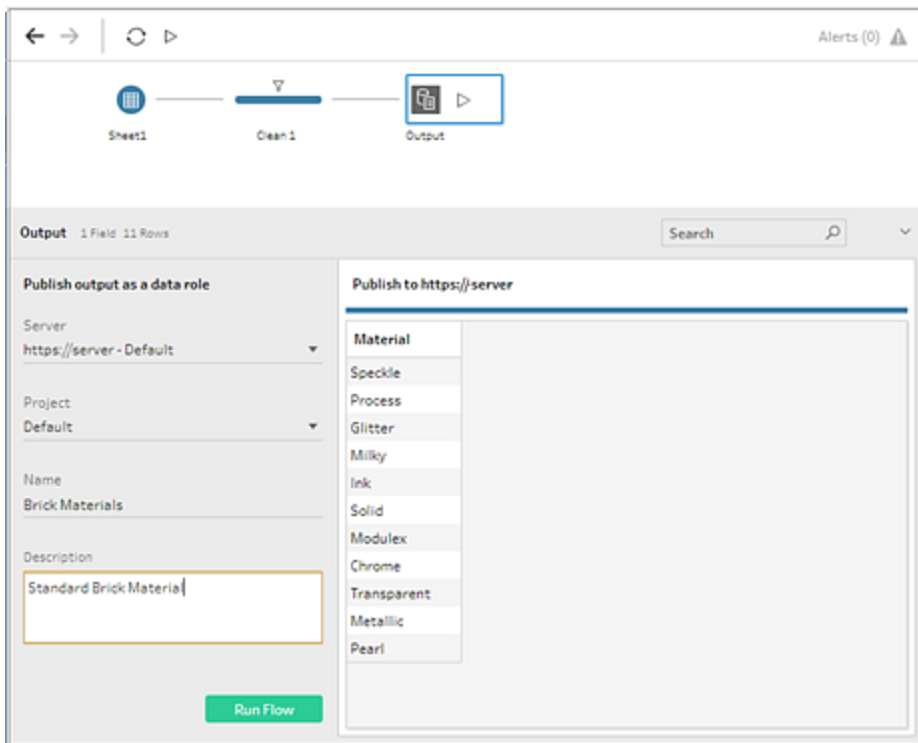 Alerts (0)
Sheet1
Clean 1
Output
Output 1 Field 11 Rows
Search
Publish output as a data role
Server
https://server - Default
Project
Default
Name
Brick Materials
Description
Standard Brick Material
Run Flow
Publish to https://server
Material
Speckle
Process
Glitter
Milky
Ink
Solid
Modulex
Chrome
Transparent
Metallic
Pearl